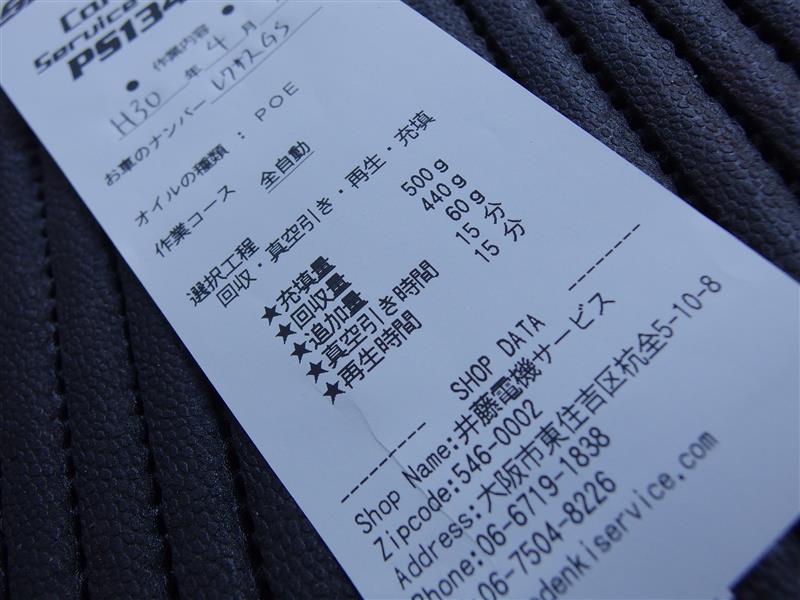 Service
PS134
● 作業内容 ●
H30 年 4 月
お車のナンバー レクサスGS
オイルの種類 : POE
作業コース 全自動
選択工程
回収・真空引き・再生・充填
★充填量 500g
★回収量 440g
★追加量 60g
★真空引き時間 15 分
★再生時間 15 分
SHOP DATA
Shop Name:井藤電機サービス
Zipcode:546-0002
Address:大阪市東住吉区杭全5-10-8
Phone:06-6719-1838
06-7504-8226
denkiservice.com